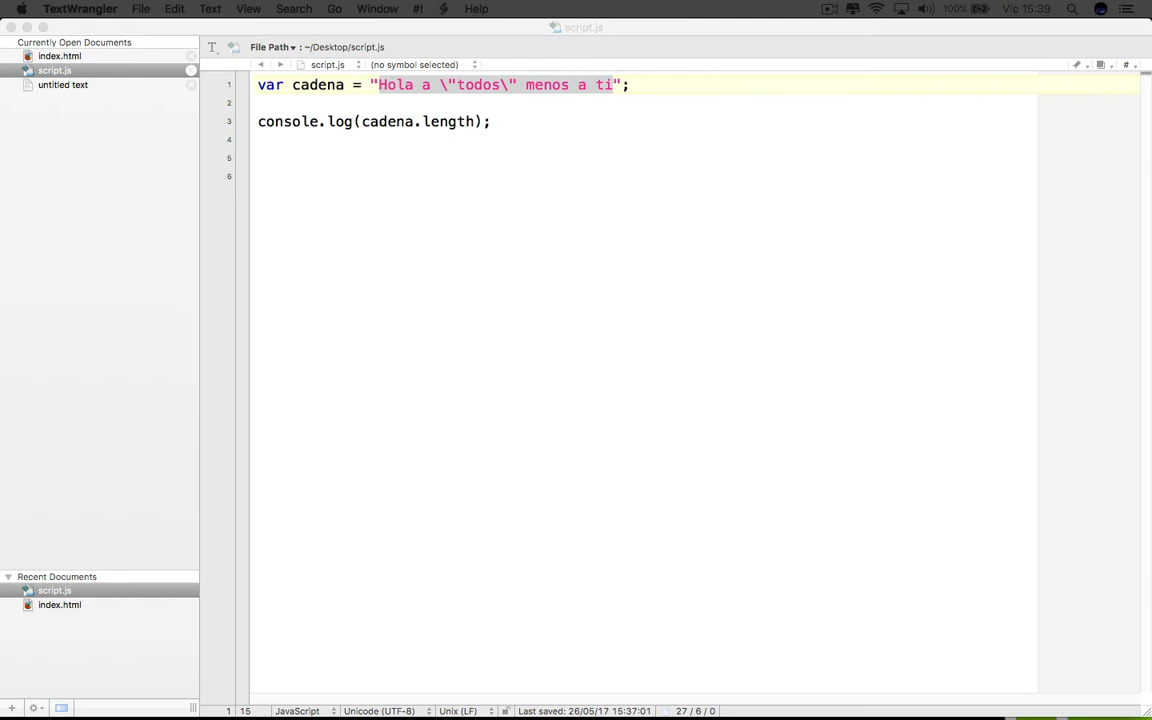 TextWrangler File Edit Text View Search Go Window #! Help 100% Vie 15:39
script.js
Currently Open Documents
index.html
script.js
untitled text
File Path ▾ : ~/Desktop/script.js
script.js (no symbol selected) #
1 var cadena = "Hola a \"todos\" menos a ti";
2
3 console.log(cadena.length);
4
5
6
Recent Documents
script.js
index.html
1 15 JavaScript Unicode (UTF-8) Unix (LF) Last saved: 26/05/17 15:37:01 27 / 6 / 0